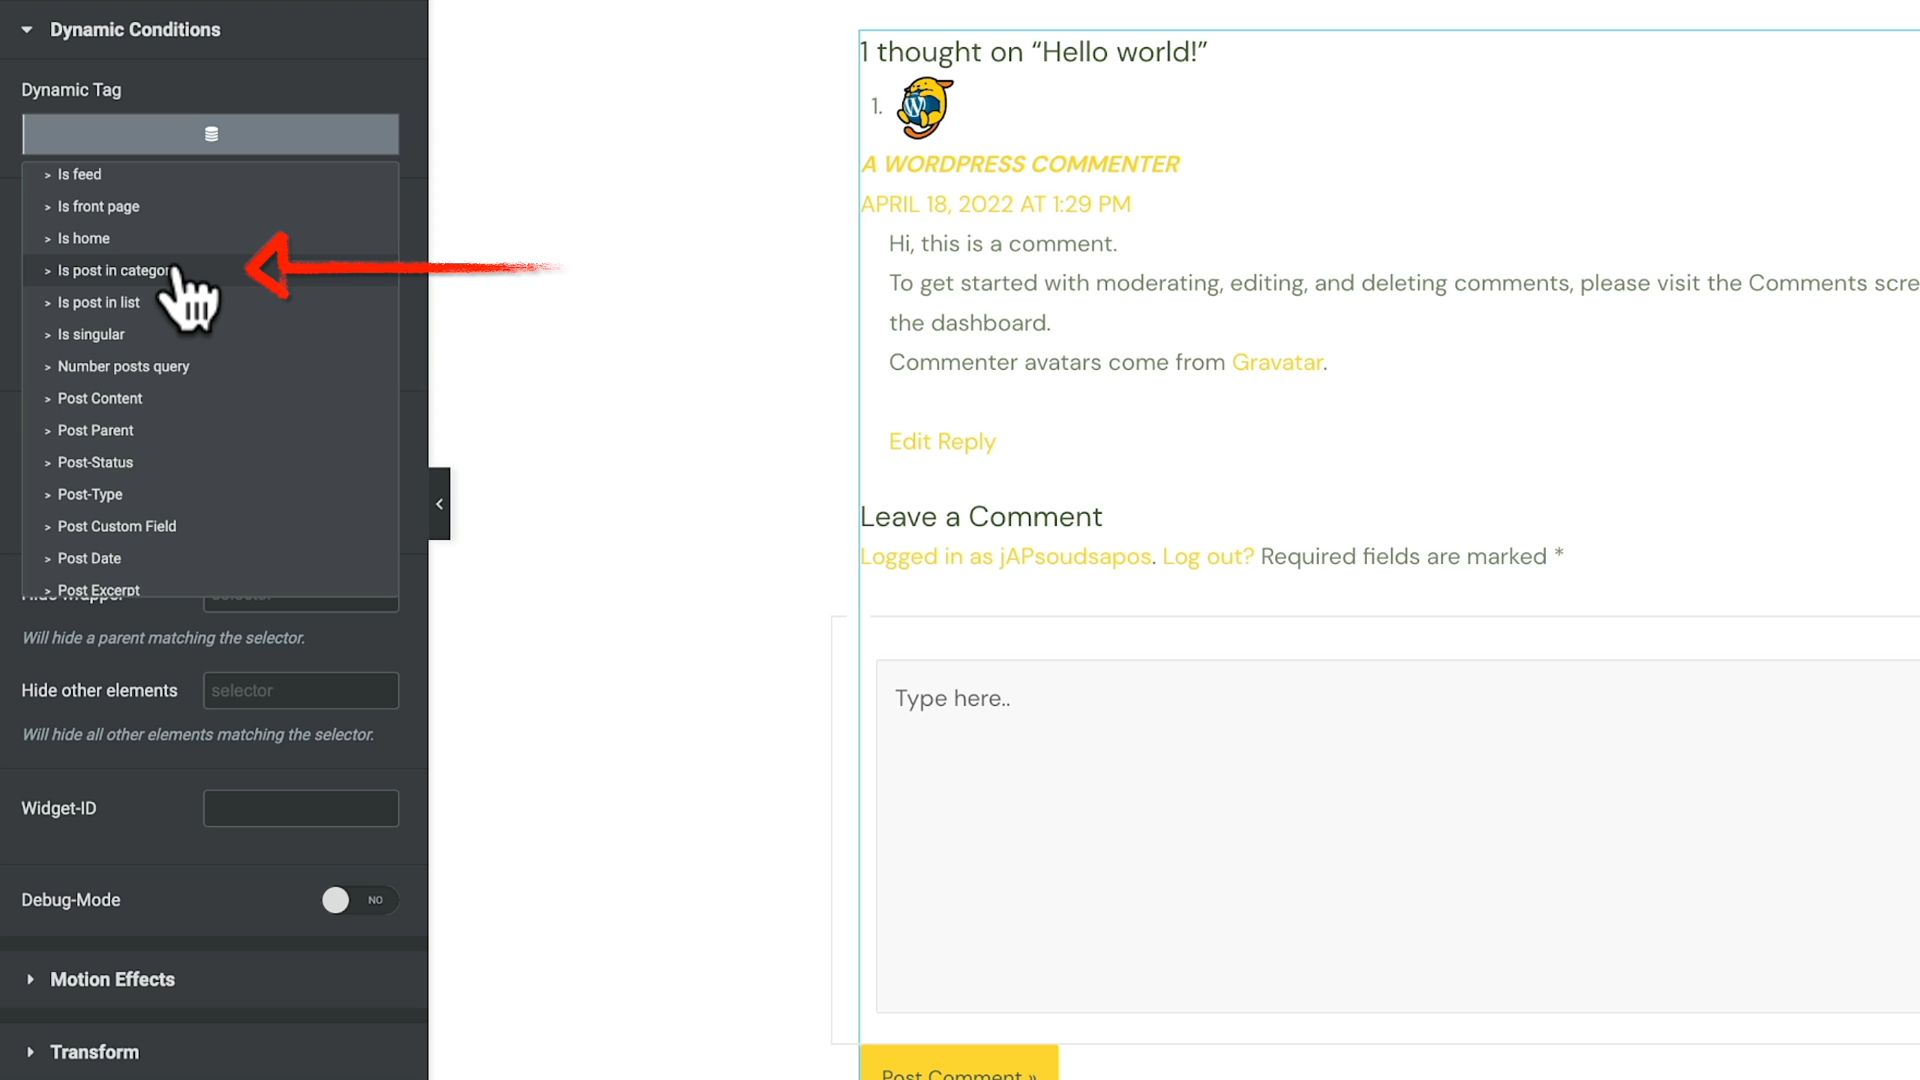 Dynamic Conditions
Dynamic Tag
> Is feed
> Is front page
> Is home
> Is post in categor
> Is post in list
> Is singular
> Number posts query
> Post Content
> Post Parent
> Post-Status
> Post-Type
> Post Custom Field
> Post Date
> Post Excerpt
Hide wrapper selector
Will hide a parent matching the selector.
Hide other elements selector
Will hide all other elements matching the selector.
Widget-ID
Debug-Mode NO
Motion Effects
Transform
1 thought on “Hello world!”
1.
A WORDPRESS COMMENTER
APRIL 18, 2022 AT 1:29 PM
Hi, this is a comment.
To get started with moderating, editing, and deleting comments, please visit the Comments scre
the dashboard.
Commenter avatars come from Gravatar.
Edit Reply
Leave a Comment
Logged in as jAPsoudsapos. Log out? Required fields are marked *
Type here..
Post Comment »